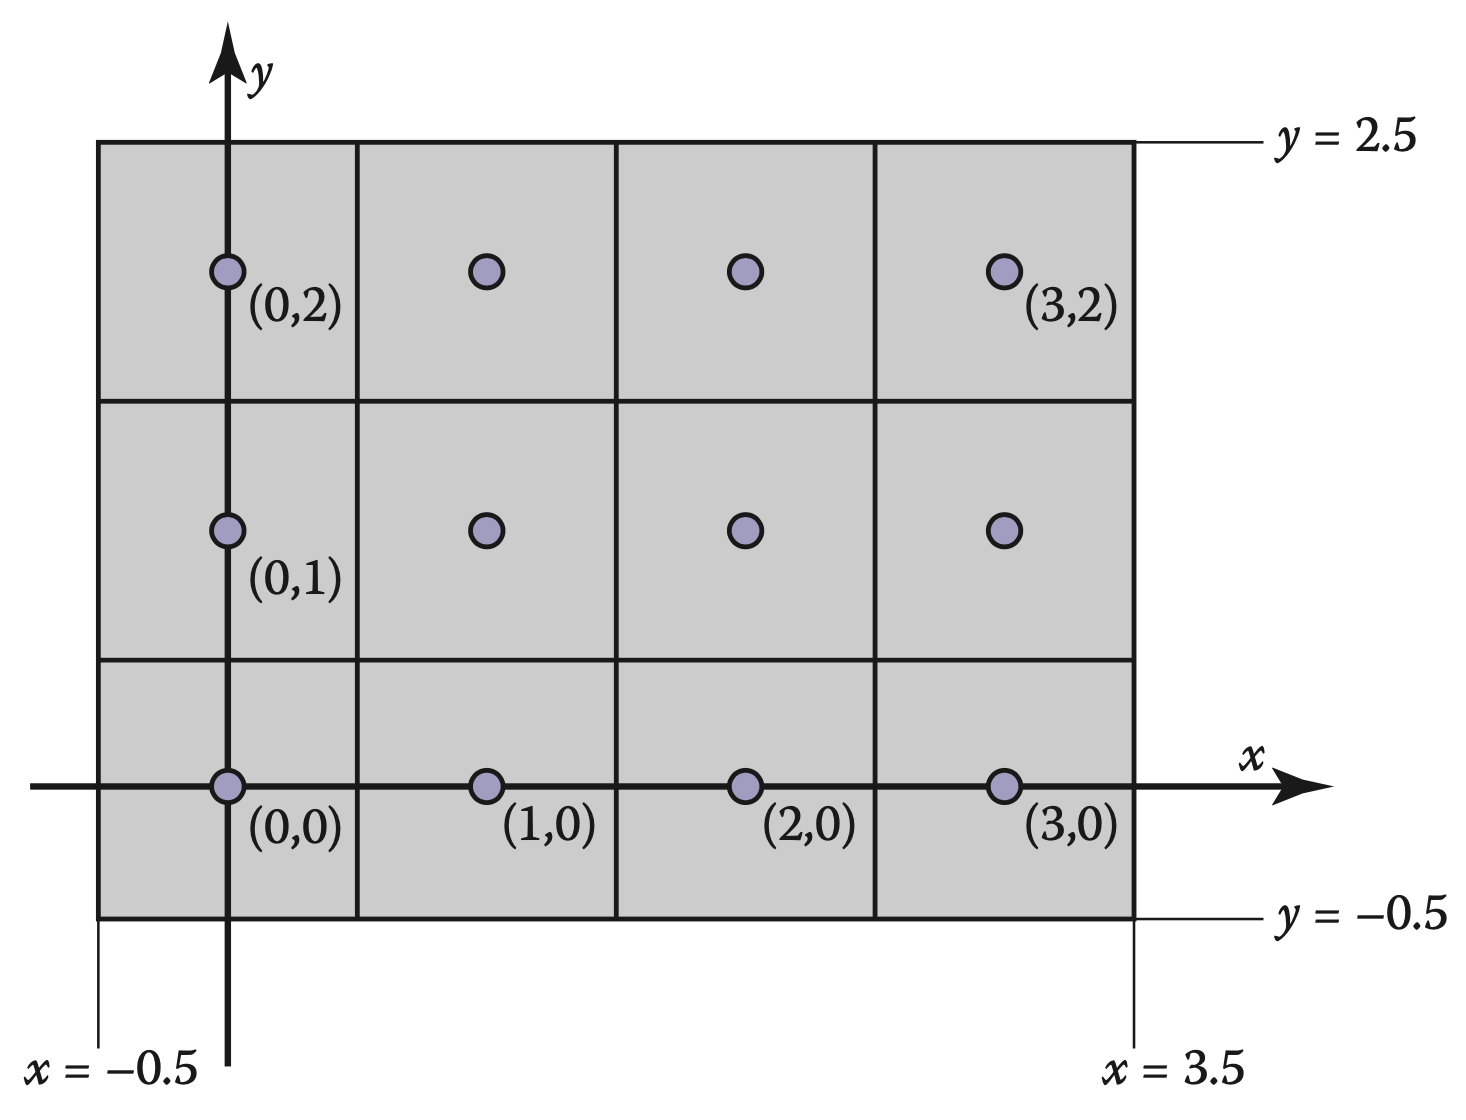 y
y = 2.5
(0,2)
(3,2)
(0,1)
x
(0,0)
(1,0)
(2,0)
(3,0)
y = −0.5
x = −0.5
x = 3.5